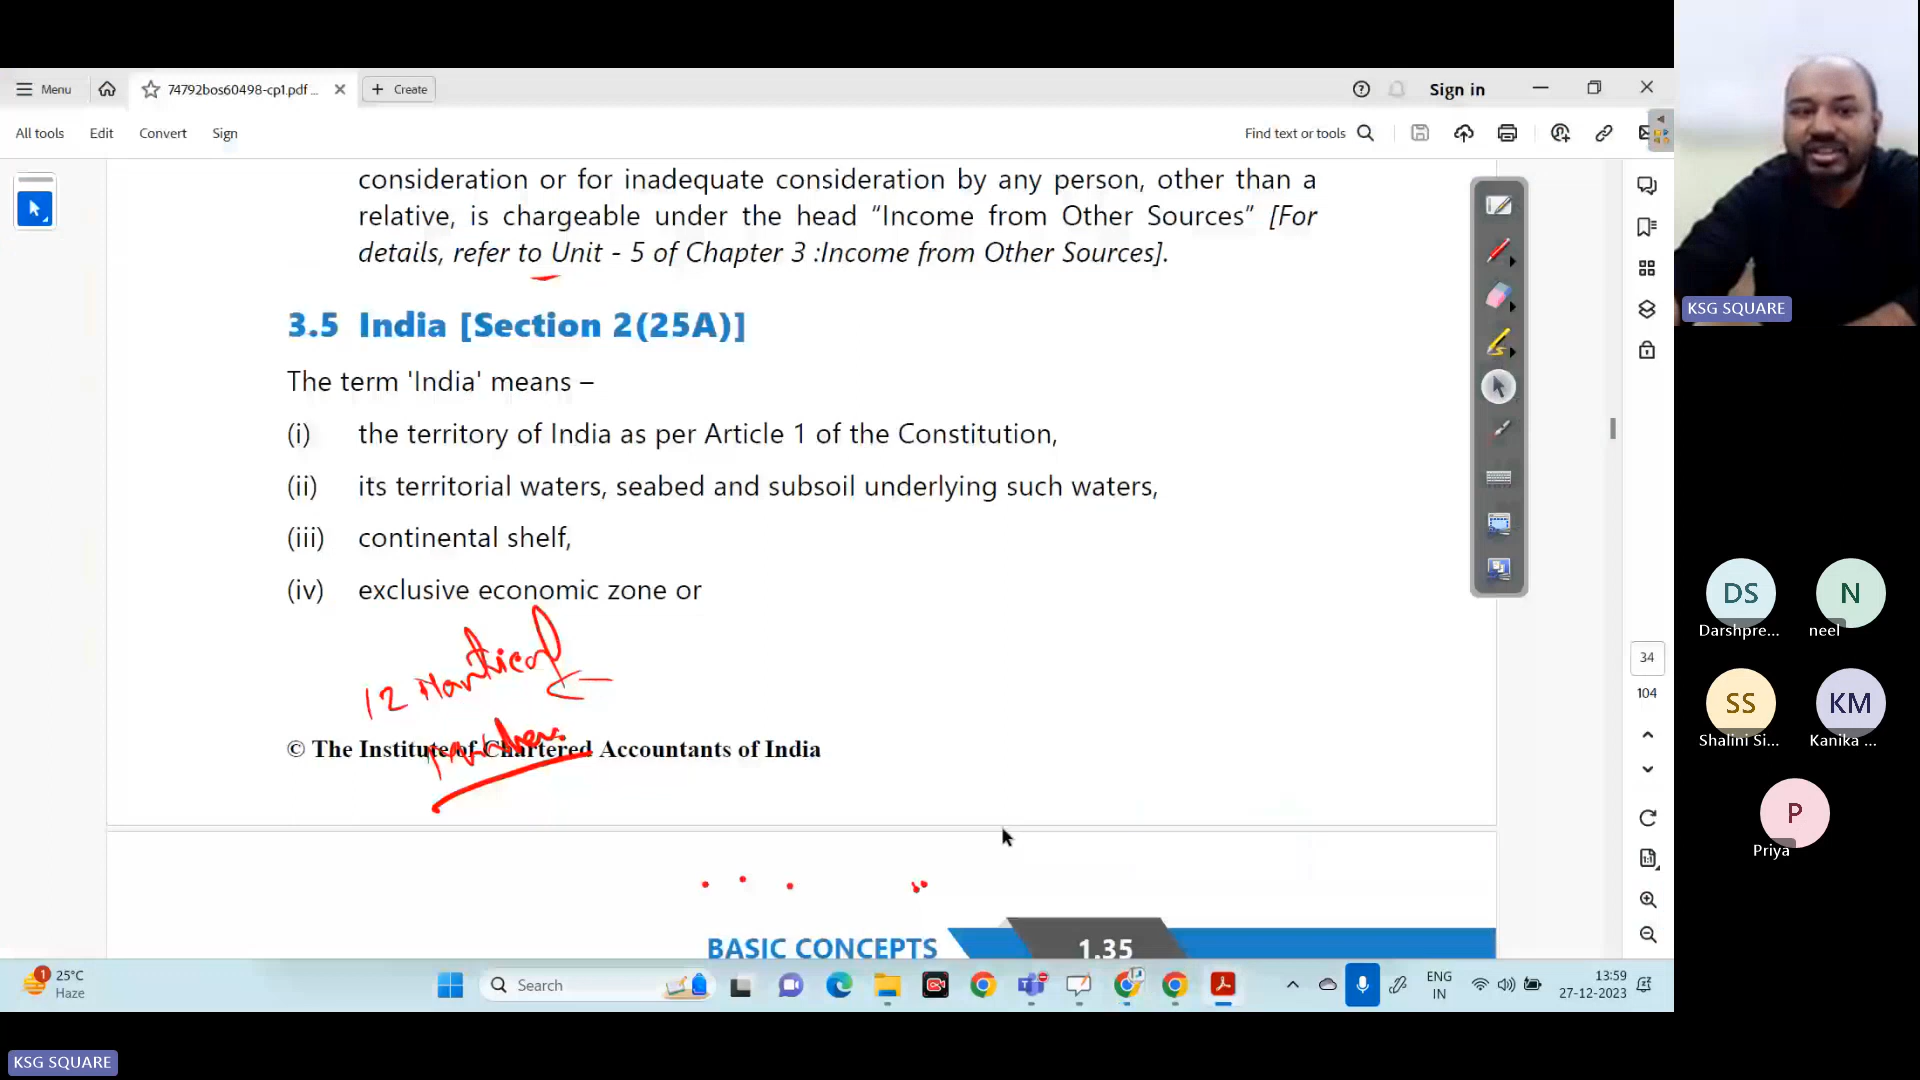 Menu
74792bos60498-cp1.pdf ...
Create
Sign in
All tools
Edit
Convert
Sign
Find text or tools
consideration or for inadequate consideration by any person, other than a
relative, is chargeable under the head “Income from Other Sources” [For
details, refer to Unit - 5 of Chapter 3 :Income from Other Sources].
3.5 India [Section 2(25A)]
The term 'India' means –
(i) the territory of India as per Article 1 of the Constitution,
(ii) its territorial waters, seabed and subsoil underlying such waters,
(iii) continental shelf,
(iv) exclusive economic zone or
12 Nautical
© The Institute of Chartered Accountants of India
BASIC CONCEPTS
1.35
34
104
1:1
KSG SQUARE
DS
Darshpre...
N
neel
SS
Shalini Si...
KM
Kanika ...
P
Priya
1
25°C
Haze
Search
ENG
IN
13:59
27-12-2023
KSG SQUARE